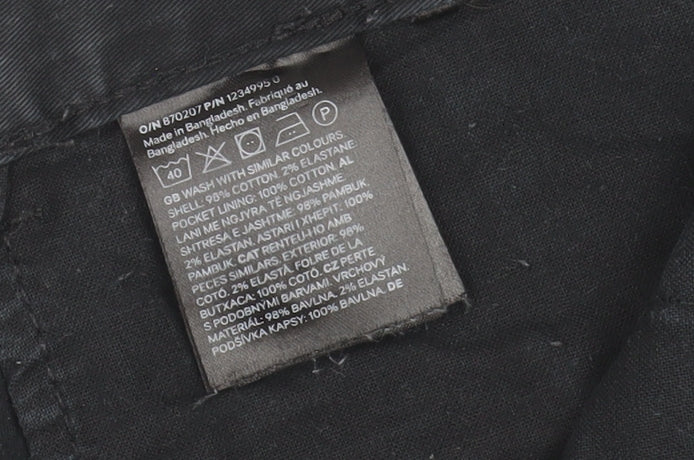 O/N 870207 P/N 1234995 0
Made in Bangladesh. Fabriqué au
Bangladesh. Hecho en Bangladesh.
40 P
GB WASH WITH SIMILAR COLOURS.
SHELL: 98% COTTON. 2% ELASTANE.
POCKET LINING: 100% COTTON. AL
LANI ME NGJYRA TË NGJASHME.
SHTRESA E JASHTME: 98% PAMBUK.
2% ELASTAN. ASTARI I XHEPIT: 100%
PAMBUK. CAT RENTEU-HO AMB
PECES SIMILARS. EXTERIOR: 98%
COTÓ. 2% ELASTÀ. FOLRE DE LA
BUTXACA: 100% COTÓ. CZ PERTE
S PODOBNÝMI BARVAMI. VRCHOVÝ
MATERIÁL: 98% BAVLNA. 2% ELASTAN.
PODŠÍVKA KAPSY: 100% BAVLNA. DE